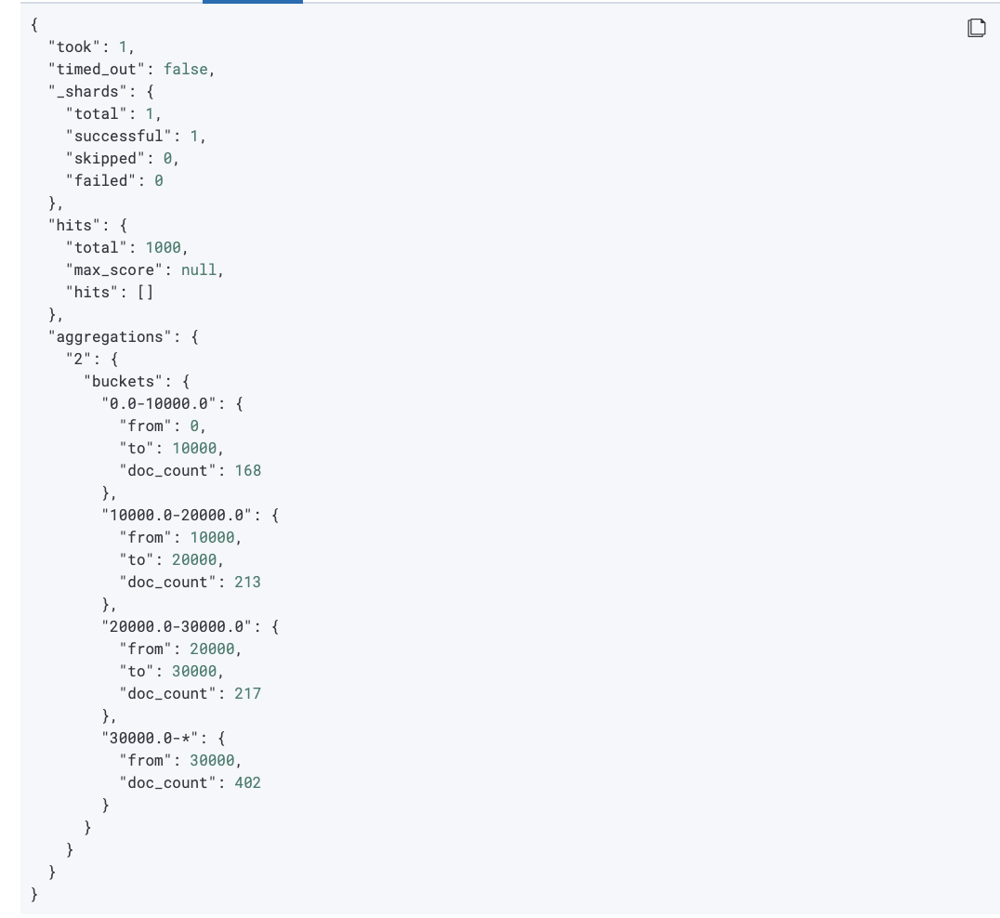 {
  "took": 1,
  "timed_out": false,
  "_shards": {
    "total": 1,
    "successful": 1,
    "skipped": 0,
    "failed": 0
  },
  "hits": {
    "total": 1000,
    "max_score": null,
    "hits": []
  },
  "aggregations": {
    "2": {
      "buckets": {
        "0.0-10000.0": {
          "from": 0,
          "to": 10000,
          "doc_count": 168
        },
        "10000.0-20000.0": {
          "from": 10000,
          "to": 20000,
          "doc_count": 213
        },
        "20000.0-30000.0": {
          "from": 20000,
          "to": 30000,
          "doc_count": 217
        },
        "30000.0-*": {
          "from": 30000,
          "doc_count": 402
        }
      }
    }
  }
}